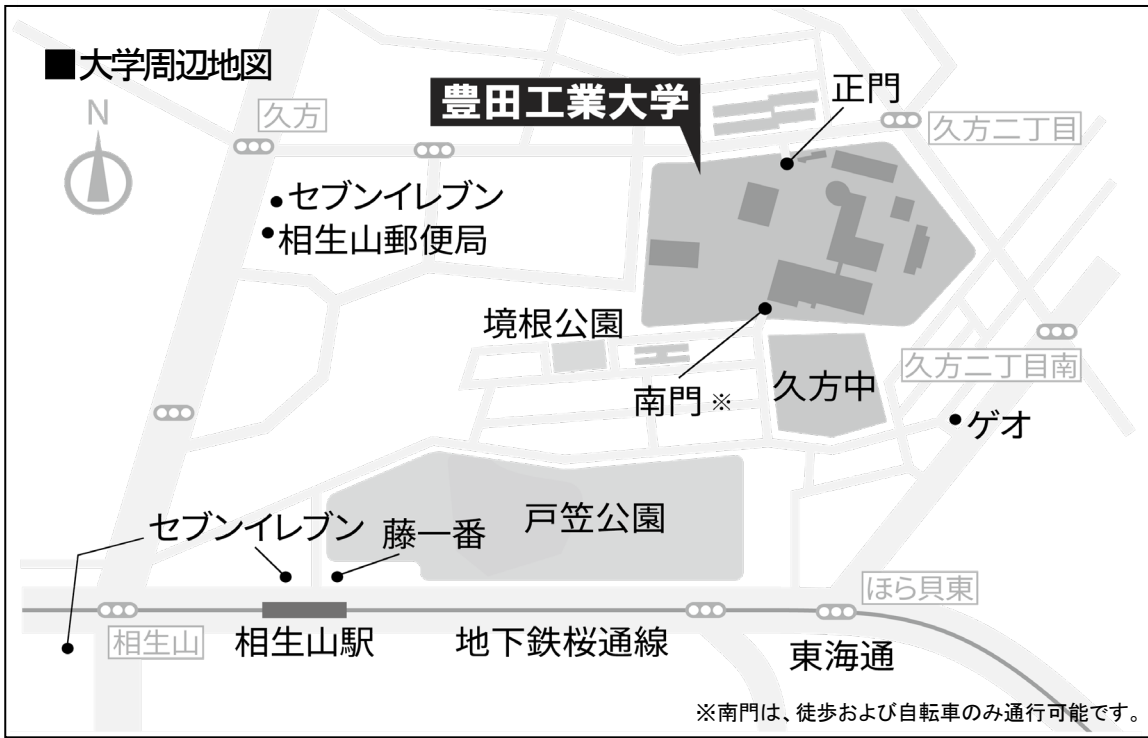 ■大学周辺地図
N
久方
豊田工業大学
正門
久方二丁目
セブンイレブン
相生山郵便局
境根公園
南門※
久方中
久方二丁目南
ゲオ
セブンイレブン
藤一番
戸笠公園
ほら貝東
相生山
相生山駅
地下鉄桜通線
東海通
※南門は、徒歩および自転車のみ通行可能です。